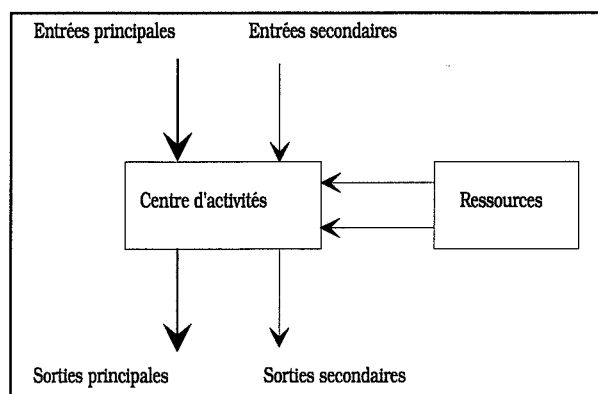 Entrées principales
Entrées secondaires
Centre d'activités
Ressources
Sorties principales
Sorties secondaires